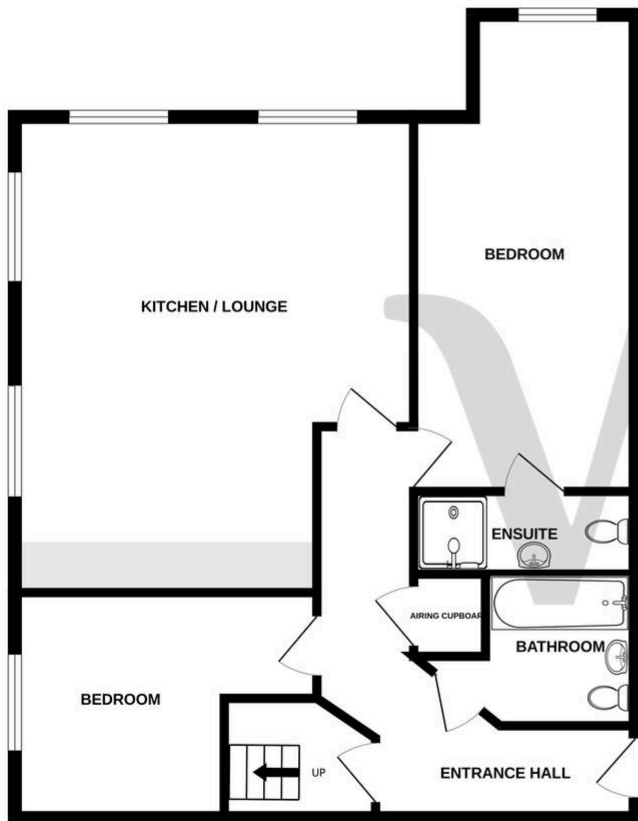 BEDROOM
KITCHEN / LOUNGE
ENSUITE
AIRING CUPBOAR
BATHROOM
BEDROOM
UP
ENTRANCE HALL